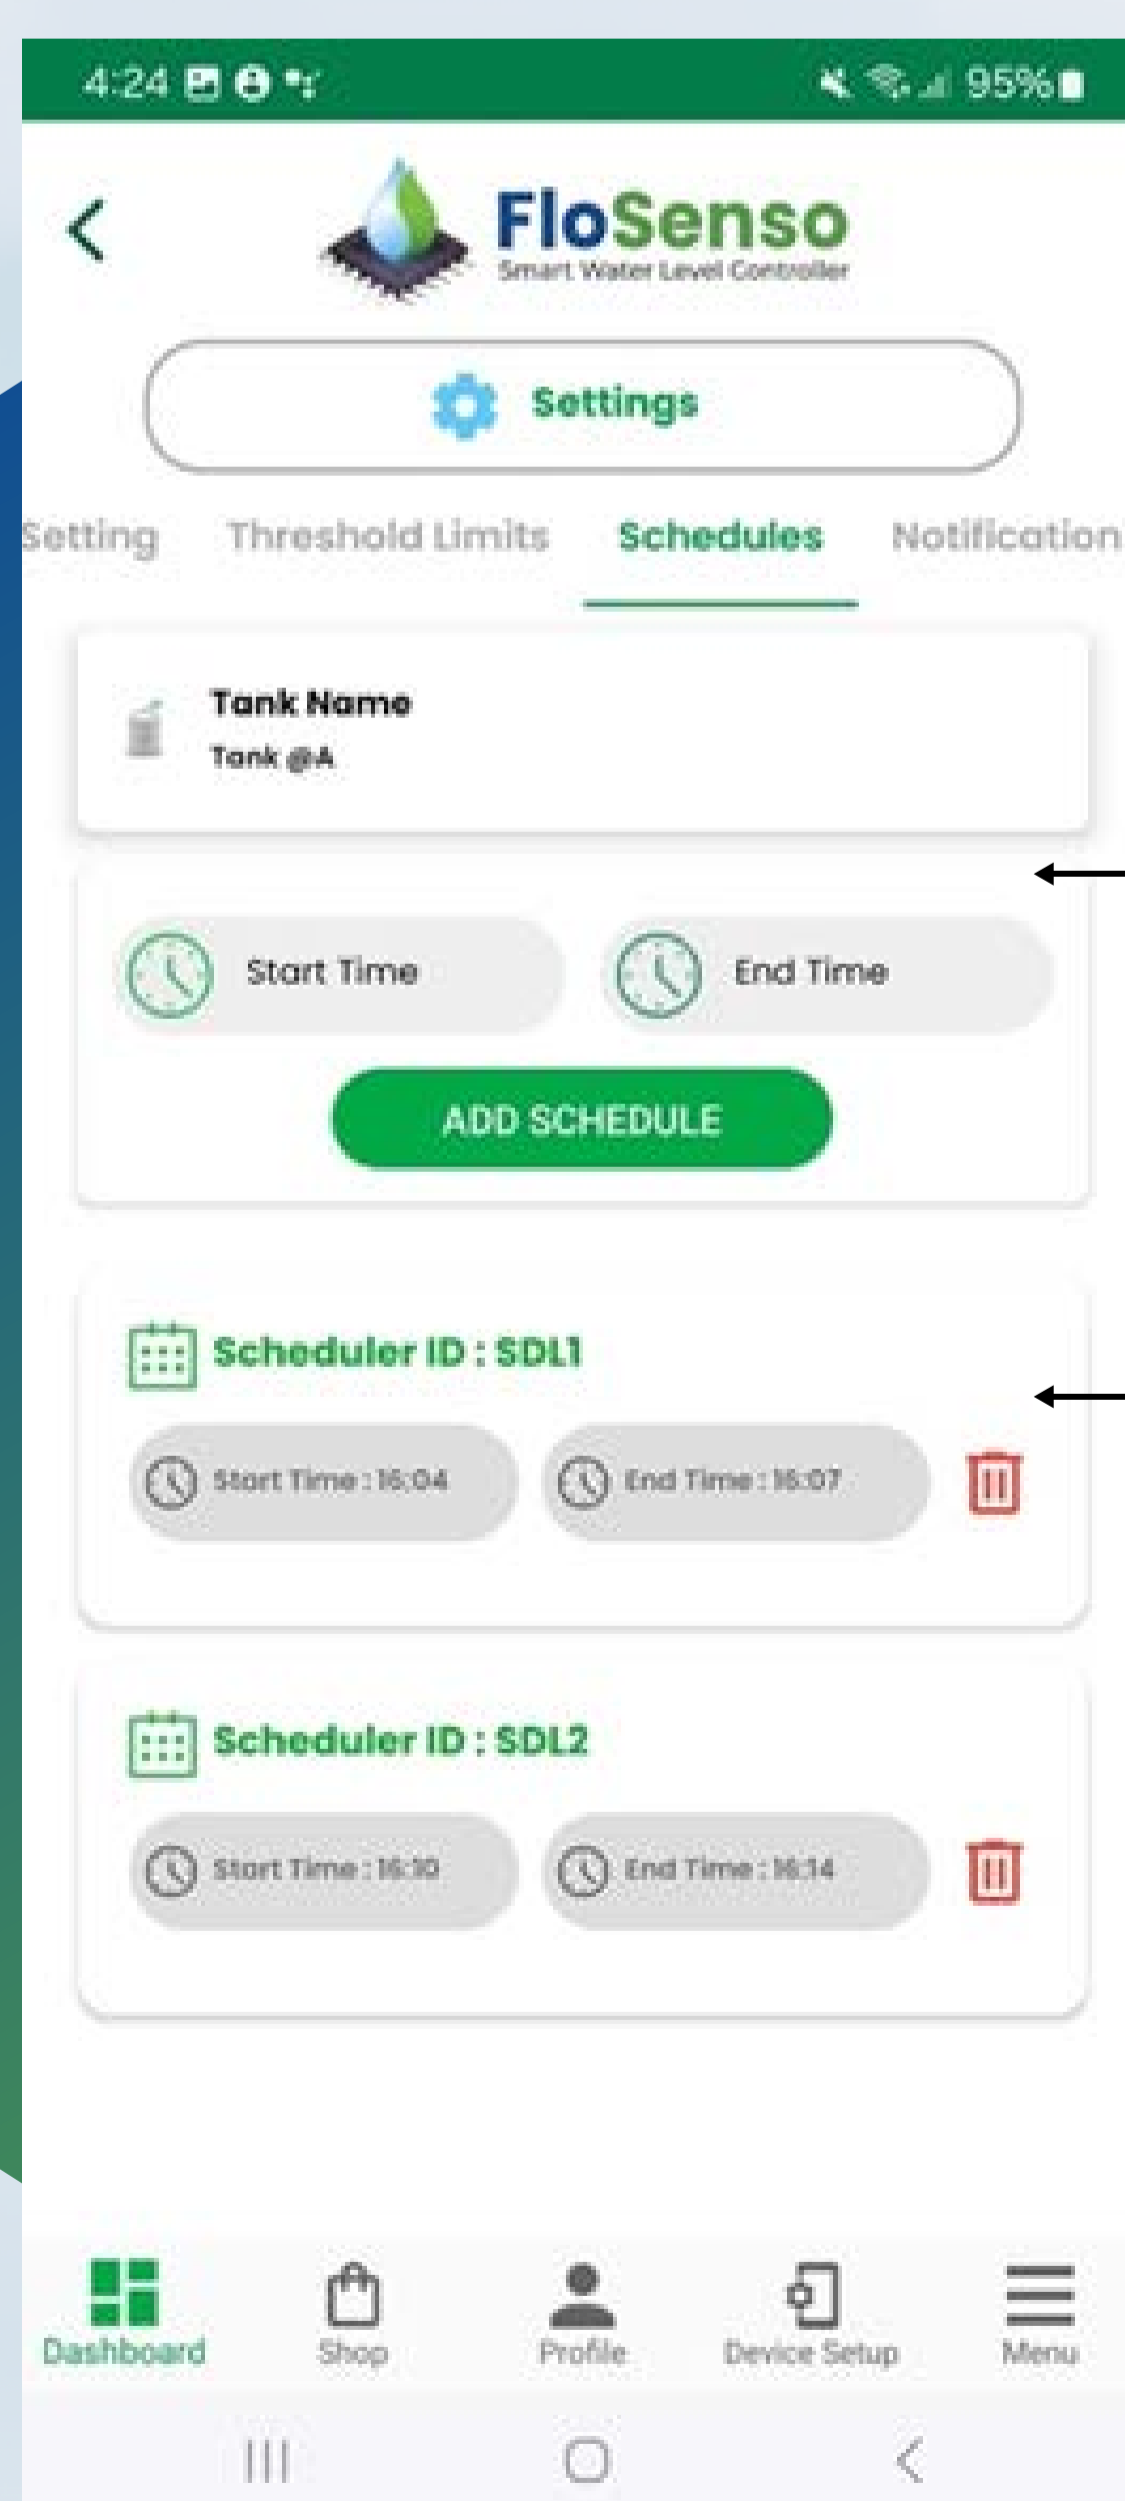 4:24 95%
FloSenso
Smart Water Level Controller
Settings
Setting Threshold Limits Schedules Notification
Tank Name
Tank @A
Start Time End Time
ADD SCHEDULE
Scheduler ID : SDL1
Start Time : 16:04 End Time : 16:07
Scheduler ID : SDL2
Start Time : 16:10 End Time : 16:14
Dashboard Shop Profile Device Setup Menu